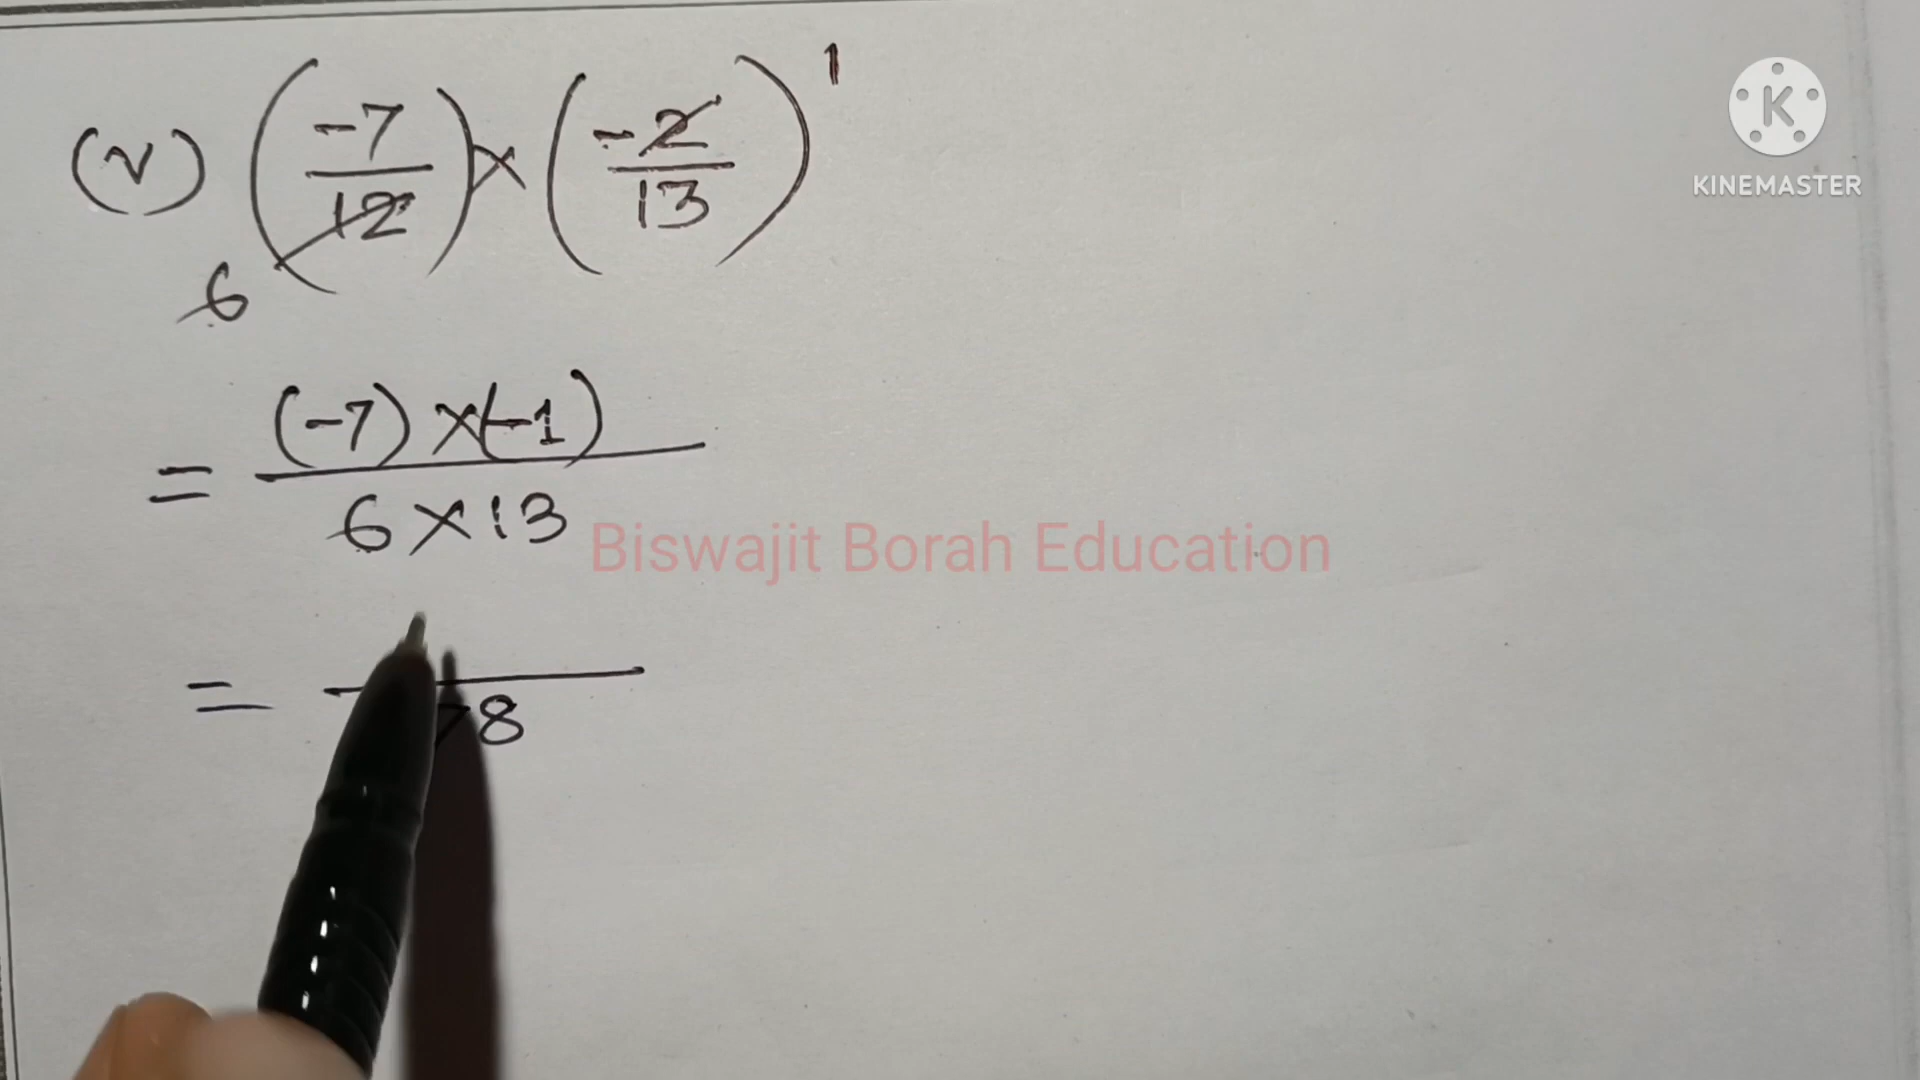 (v) (-7/12) × (-2/13) 1
6
= (-7) × (-1) / 6 × 13
= / 78
KINEMASTER
Biswajit Borah Education